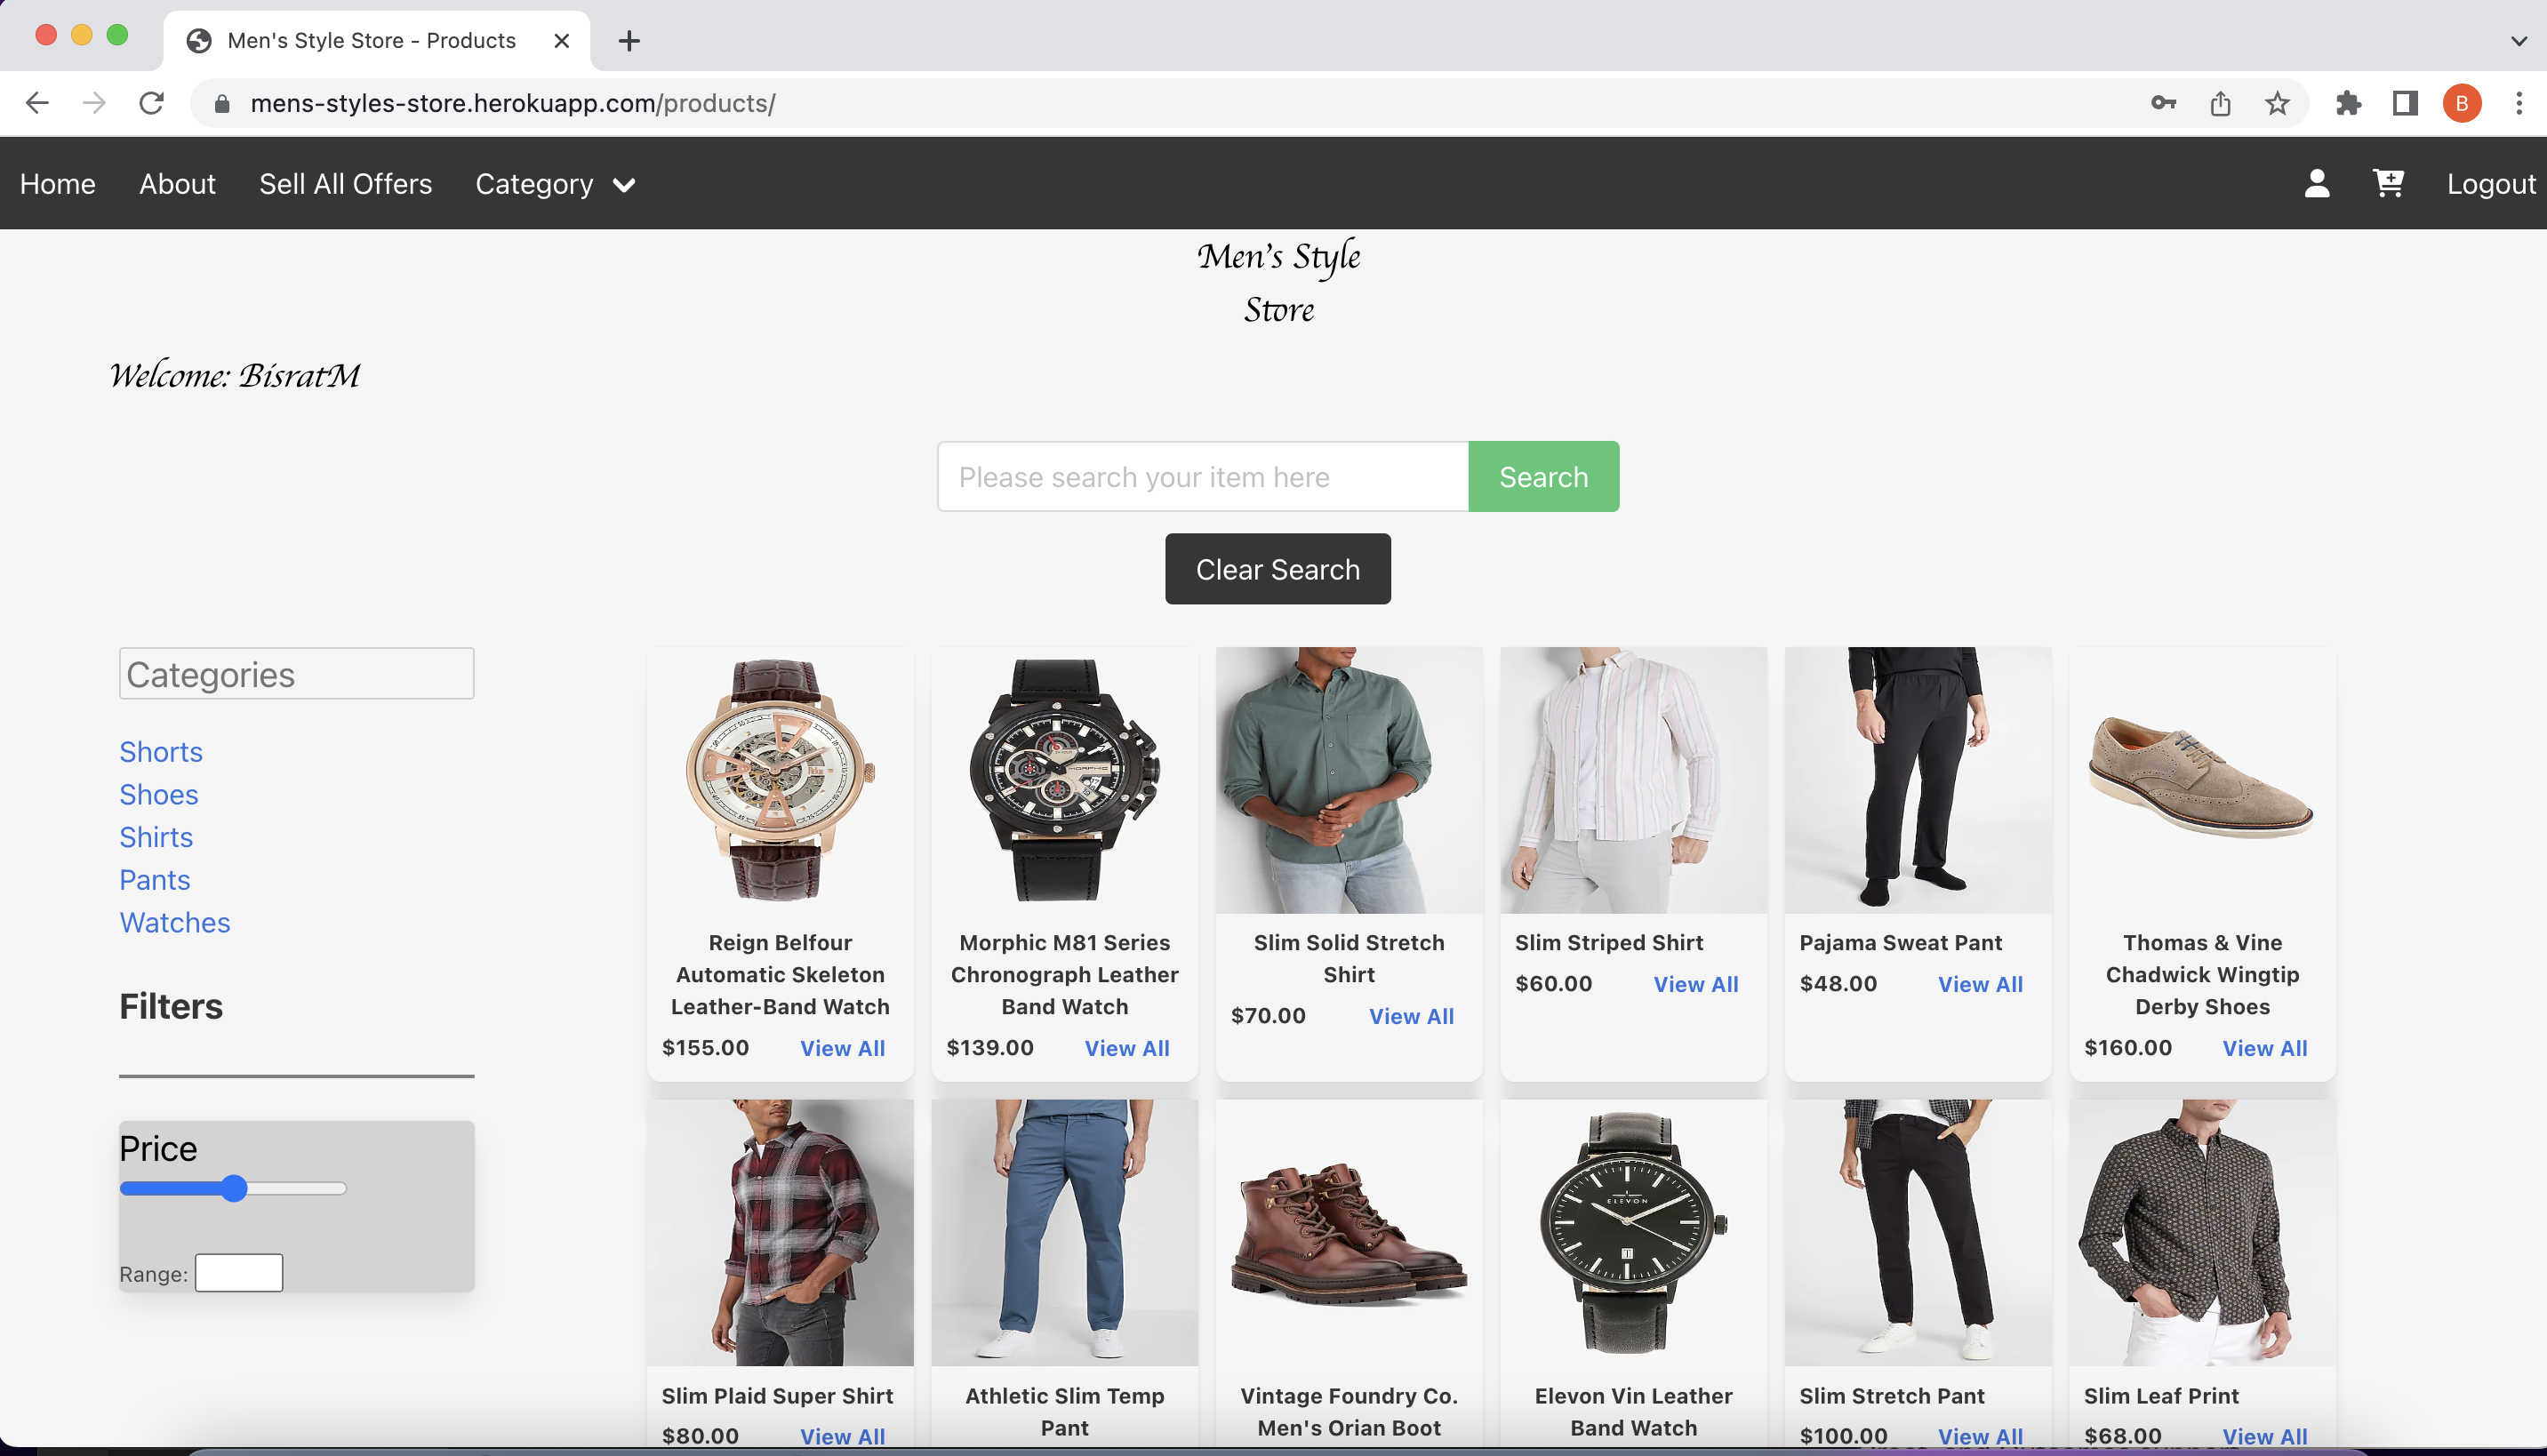 Men's Style Store - Products
mens-styles-store.herokuapp.com/products/
B
Home About Sell All Offers Category Logout
Men's Style
Store
Welcome: BisratM
Please search your item here Search
Clear Search
Categories
Shorts
Shoes
Shirts
Pants
Watches
Filters
Price
Range:
MORPHIC
Reign Belfour
Automatic Skeleton
Leather-Band Watch
$155.00 View All
Morphic M81 Series
Chronograph Leather
Band Watch
$139.00 View All
Slim Solid Stretch
Shirt
$70.00 View All
Slim Striped Shirt
$60.00 View All
Pajama Sweat Pant
$48.00 View All
Thomas & Vine
Chadwick Wingtip
Derby Shoes
$160.00 View All
ELEVON
Slim Plaid Super Shirt
$80.00 View All
Athletic Slim Temp
Pant
Vintage Foundry Co.
Men's Orian Boot
Elevon Vin Leather
Band Watch
Slim Stretch Pant
$100.00 View All
Slim Leaf Print
$68.00 View All